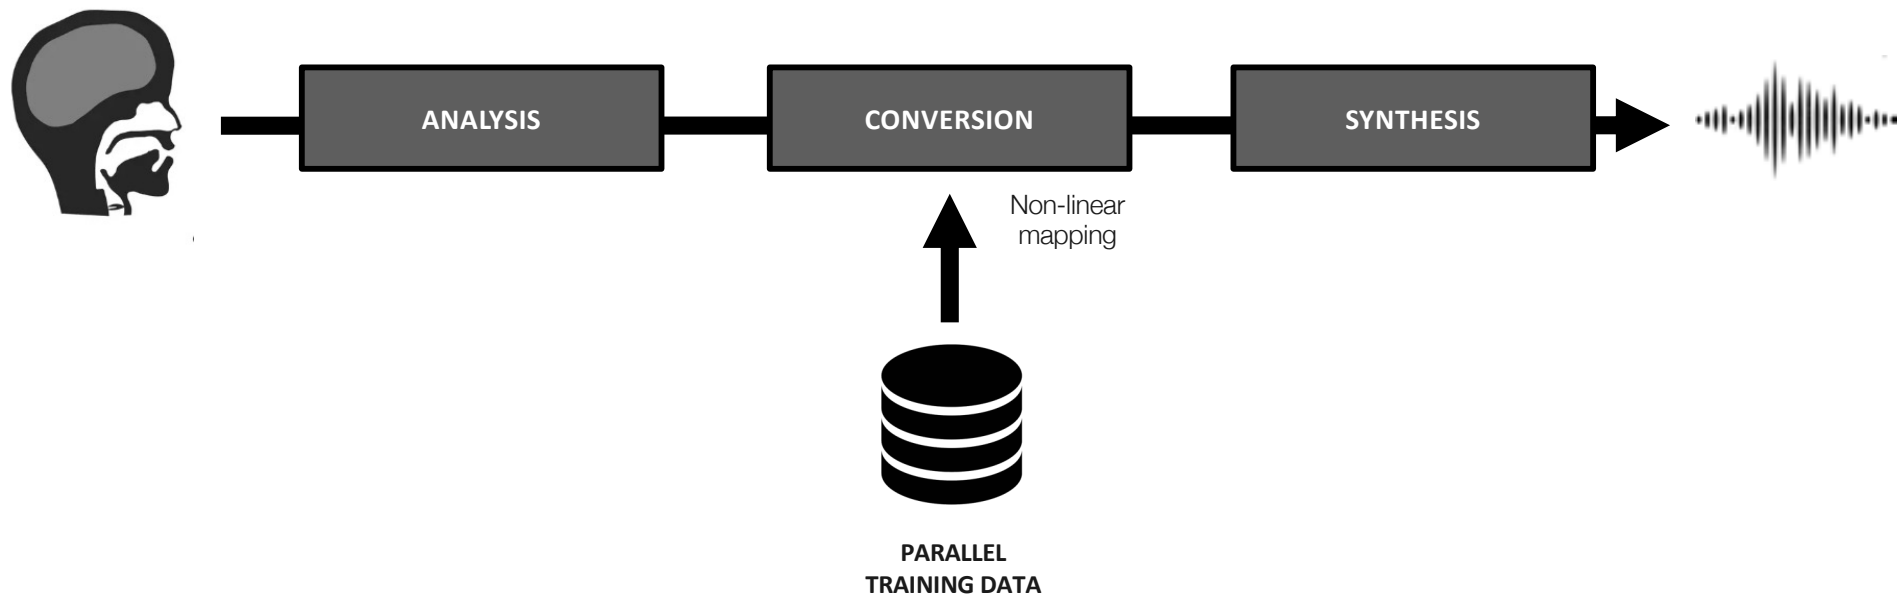 ANALYSIS
CONVERSION
SYNTHESIS
Non-linear
mapping
PARALLEL
TRAINING DATA